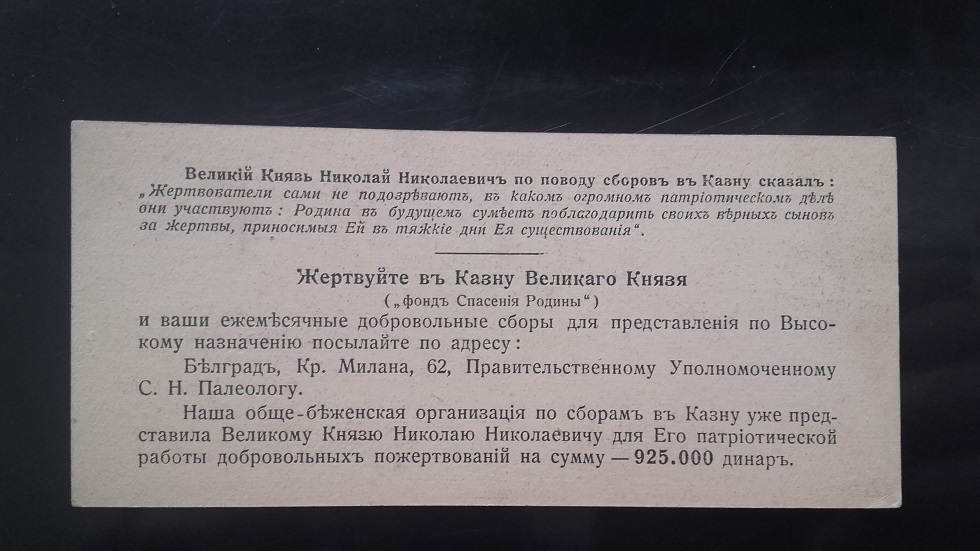 Великій Князь Николай Николаевичъ по поводу сборовъ въ Казну сказалъ:
„Жертвователи сами не подозрѣваютъ, въ какомъ огромномъ патріотическомъ дѣлѣ
они участвуютъ: Родина въ будущемъ сумѣетъ поблагодарить своихъ вѣрныхъ сыновъ
за жертвы, приносимыя Ей въ тяжкіе дни Ея существованія“.
Жертвуйте въ Казну Великаго Князя
(„фондъ Спасенія Родины“)
и ваши ежемѣсячные добровольные сборы для представленія по Высо-
кому назначенію посылайте по адресу:
Бѣлградъ, Кр. Милана, 62, Правительственному Уполномоченному
С. Н. Палеологу.
Наша обще-бѣженская организація по сборамъ въ Казну уже пред-
ставила Великому Князю Николаю Николаевичу для Его патріотической
работы добровольныхъ пожертвованій на сумму — 925.000 динаръ.